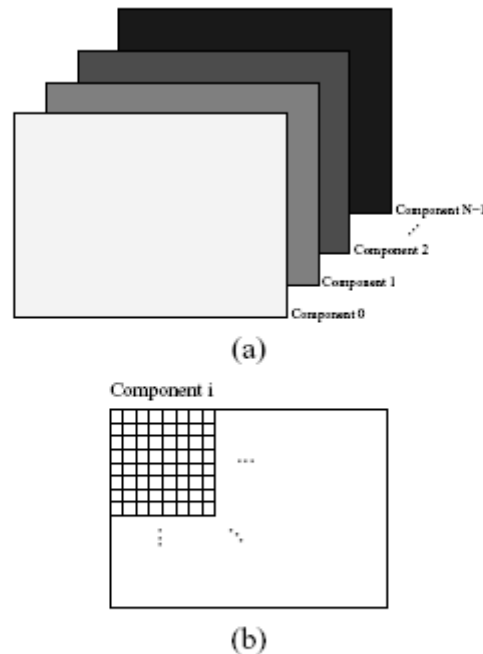 Component N−1
⋰
Component 2
Component 1
Component 0
(a)
Component i
...
⋮ ⋱
(b)